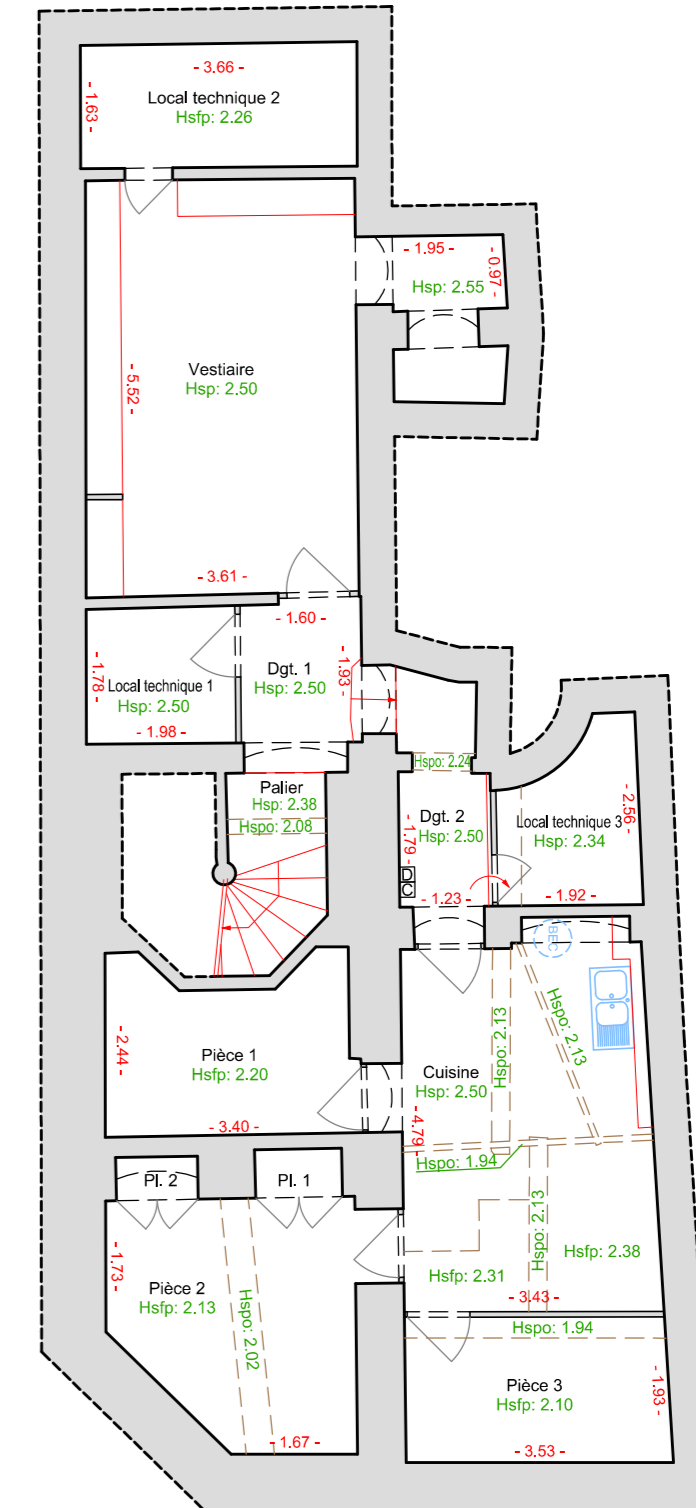 - 3.66 -
Local technique 2
Hsfp: 2.26
- 1.63 -
- 1.95 -
- 0.97 -
Hsp: 2.55
Vestiaire
Hsp: 2.50
- 5.52 -
- 3.61 -
- 1.60 -
Dgt. 1
Hsp: 2.50
- 1.93 -
- 1.78 -
Local technique 1
Hsp: 2.50
- 1.98 -
Hspo: 2.24
Palier
Hsp: 2.38
Hspo: 2.08
Dgt. 2
Hsp: 2.50
- 1.79 -
D
C
- 1.23 -
Local technique 3
Hsp: 2.34
- 2.56 -
- 1.92 -
BEC
Hspo: 2.13
Hspo: 2.13
Pièce 1
Hsfp: 2.20
- 2.44 -
- 3.40 -
Cuisine
Hsp: 2.50
- 4.79 -
Hspo: 1.94
Hspo: 2.13
Hsfp: 2.38
Hsfp: 2.31
- 3.43 -
Pl. 2
Pl. 1
- 1.73 -
Pièce 2
Hsfp: 2.13
Hspo: 2.02
- 1.67 -
Hspo: 1.94
Pièce 3
Hsfp: 2.10
- 1.93 -
- 3.53 -